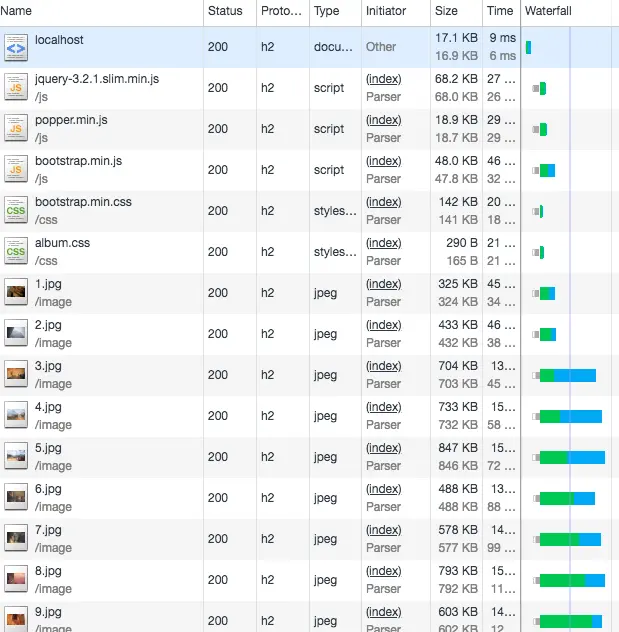 Name Status Proto... Type Initiator Size Time Waterfall
localhost 200 h2 docu... Other 17.1 KB 9 ms
16.9 KB 6 ms
jquery-3.2.1.slim.min.js 200 h2 script (index) 68.2 KB 27 ...
/js Parser 68.0 KB 26 ...
popper.min.js 200 h2 script (index) 18.9 KB 29 ...
/js Parser 18.7 KB 29 ...
bootstrap.min.js 200 h2 script (index) 48.0 KB 46 ...
/js Parser 47.8 KB 32 ...
bootstrap.min.css 200 h2 styles... (index) 142 KB 20 ...
/css Parser 141 KB 18 ...
album.css 200 h2 styles... (index) 290 B 21 ...
/css Parser 165 B 21 ...
1.jpg 200 h2 jpeg (index) 325 KB 45 ...
/image Parser 324 KB 34 ...
2.jpg 200 h2 jpeg (index) 433 KB 46 ...
/image Parser 432 KB 38 ...
3.jpg 200 h2 jpeg (index) 704 KB 13...
/image Parser 703 KB 45 ...
4.jpg 200 h2 jpeg (index) 733 KB 15...
/image Parser 732 KB 58 ...
5.jpg 200 h2 jpeg (index) 847 KB 15...
/image Parser 846 KB 72 ...
6.jpg 200 h2 jpeg (index) 488 KB 13...
/image Parser 488 KB 88 ...
7.jpg 200 h2 jpeg (index) 578 KB 14...
/image Parser 577 KB 99 ...
8.jpg 200 h2 jpeg (index) 793 KB 15...
/image Parser 792 KB 11...
9.jpg 200 h2 jpeg (index) 603 KB 14...
/image Parser 602 KB 12...